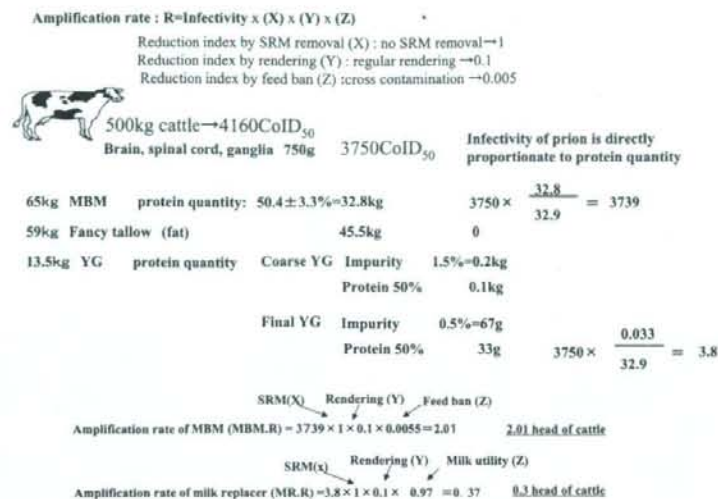 Amplification rate : R=Infectivity x (X) x (Y) x (Z)
Reduction index by SRM removal (X) : no SRM removal→1
Reduction index by rendering (Y) : regular rendering →0.1
Reduction index by feed ban (Z) :cross contamination →0.005
500kg cattle→4160CoID50
Brain, spinal cord, ganglia 750g 3750CoID50
Infectivity of prion is directly
proportionate to protein quantity
65kg MBM protein quantity: 50.4±3.3%=32.8kg 3750× 32.8
32.9 = 3739
59kg Fancy tallow (fat) 45.5kg 0
13.5kg YG protein quantity Coarse YG Impurity 1.5%=0.2kg
Protein 50% 0.1kg
Final YG Impurity 0.5%=67g
Protein 50% 33g 3750× 0.033
32.9 = 3.8
SRM(X) Rendering (Y) Feed ban (Z)
Amplification rate of MBM (MBM.R) = 3739×1×0.1×0.0055=2.01 2.01 head of cattle
SRM(x) Rendering (Y) Milk utility (Z)
Amplification rate of milk replacer (MR.R) =3.8×1×0.1× 0.97 =0. 37 0.3 head of cattle